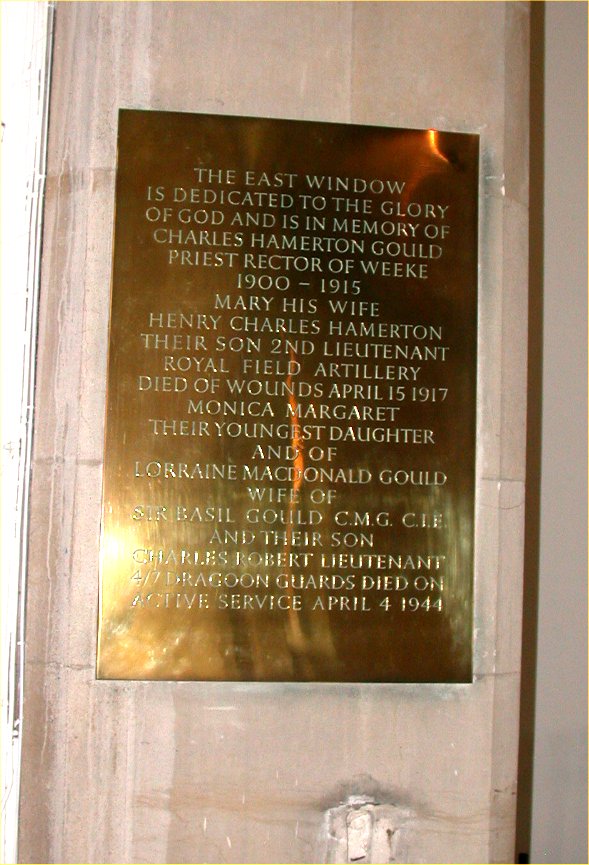 THE EAST WINDOW
IS DEDICATED TO THE GLORY
OF GOD AND IS IN MEMORY OF
CHARLES HAMERTON GOULD
PRIEST RECTOR OF WEEKE
1900 – 1915
MARY HIS WIFE
HENRY CHARLES HAMERTON
THEIR SON 2ND LIEUTENANT
ROYAL FIELD ARTILLERY
DIED OF WOUNDS APRIL 15 1917
MONICA MARGARET
THEIR YOUNGEST DAUGHTER
AND OF
LORRAINE MACDONALD GOULD
WIFE OF
SIR BASIL GOULD C.M.G. C.I.E.
AND THEIR SON
CHARLES ROBERT LIEUTENANT
4/7 DRAGOON GUARDS DIED ON
ACTIVE SERVICE APRIL 4 1944